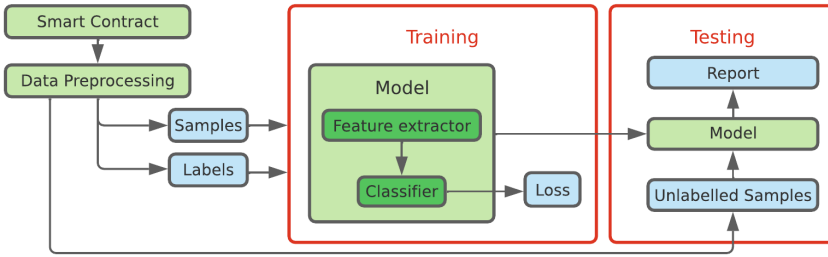 Smart Contract
Data Preprocessing
Samples
Labels
Training
Model
Feature extractor
Classifier
Loss
Testing
Report
Model
Unlabelled Samples